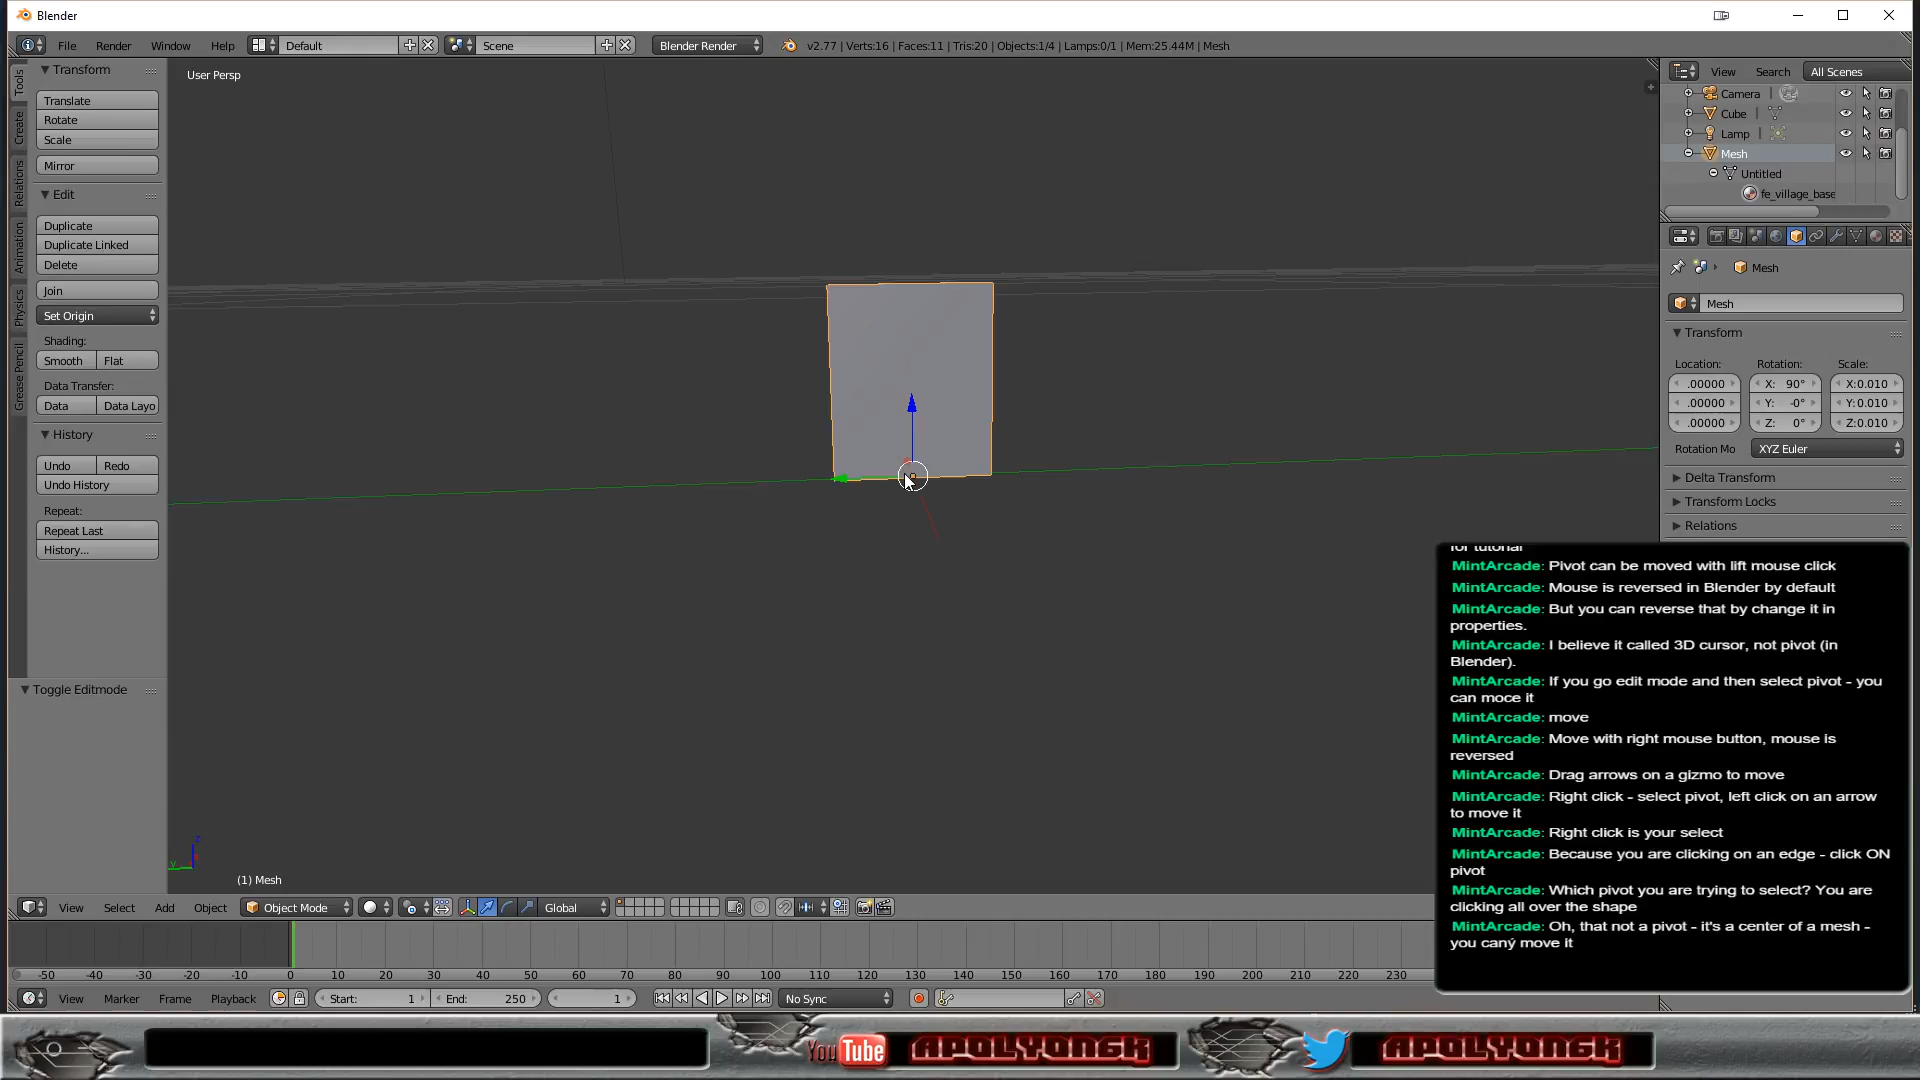 Blender
File Render Window Help Default Scene Blender Render v2.77 | Verts:16 | Faces:11 | Tris:20 | Objects:1/4 | Lamps:0/1 | Mem:25.44M | Mesh
Tools
Create
Relations
Animation
Physics
Grease Pencil
Transform
Translate
Rotate
Scale
Mirror
Edit
Duplicate
Duplicate Linked
Delete
Join
Set Origin
Shading:
Smooth Flat
Data Transfer:
Data Data Layo
History
Undo Redo
Undo History
Repeat:
Repeat Last
History...
Toggle Editmode
User Persp
z
y
(1) Mesh
View Search All Scenes
Camera
Cube
Lamp
Mesh
Untitled
fe_village_base
Mesh
Mesh
Transform
Location: Rotation: Scale:
.00000 X: 90° X:0.010
.00000 Y: -0° Y:0.010
.00000 Z: 0° Z:0.010
Rotation Mo XYZ Euler
Delta Transform
Transform Locks
Relations
for tutorial
MintArcade: Pivot can be moved with lift mouse click
MintArcade: Mouse is reversed in Blender by default
MintArcade: But you can reverse that by change it in
properties.
MintArcade: I believe it called 3D cursor, not pivot (in
Blender).
MintArcade: If you go edit mode and then select pivot - you
can moce it
MintArcade: move
MintArcade: Move with right mouse button, mouse is
reversed
MintArcade: Drag arrows on a gizmo to move
MintArcade: Right click - select pivot, left click on an arrow
to move it
MintArcade: Right click is your select
MintArcade: Because you are clicking on an edge - click ON
pivot
MintArcade: Which pivot you are trying to select? You are
clicking all over the shape
MintArcade: Oh, that not a pivot - it's a center of a mesh -
you caný move it
View Select Add Object Object Mode Global
-50 -40 -30 -20 -10 0 10 20 30 40 50 60 70 80 90 100 110 120 130 140 150 160 170 180 190 200 210 220 230
View Marker Frame Playback Start: 1 End: 250 1 No Sync
YouTube APOLYON6K APOLYON6K